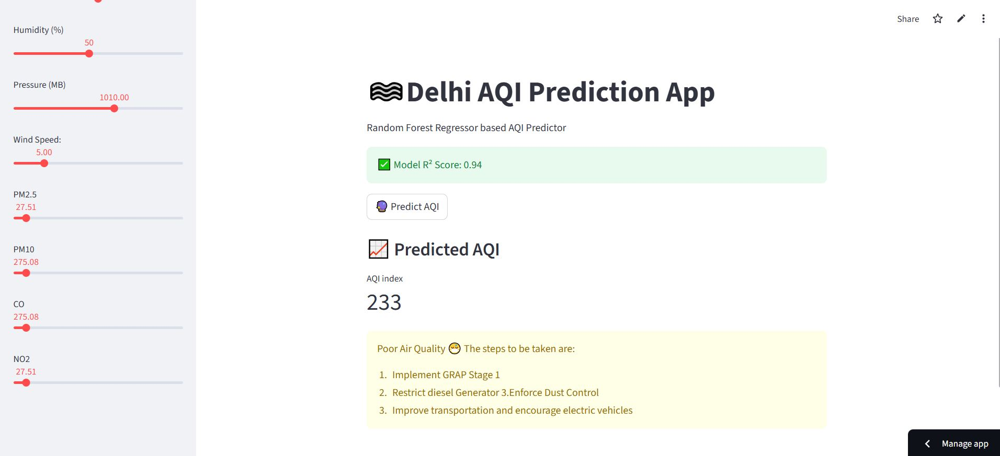 Humidity (%)
50
Pressure (MB)
1010.00
Wind Speed:
5.00
PM2.5
27.51
PM10
275.08
CO
275.08
NO2
27.51
Share
Delhi AQI Prediction App
Random Forest Regressor based AQI Predictor
Model R² Score: 0.94
Predict AQI
Predicted AQI
AQI index
233
Poor Air Quality 😷 The steps to be taken are:
1. Implement GRAP Stage 1
2. Restrict diesel Generator 3.Enforce Dust Control
3. Improve transportation and encourage electric vehicles
Manage app